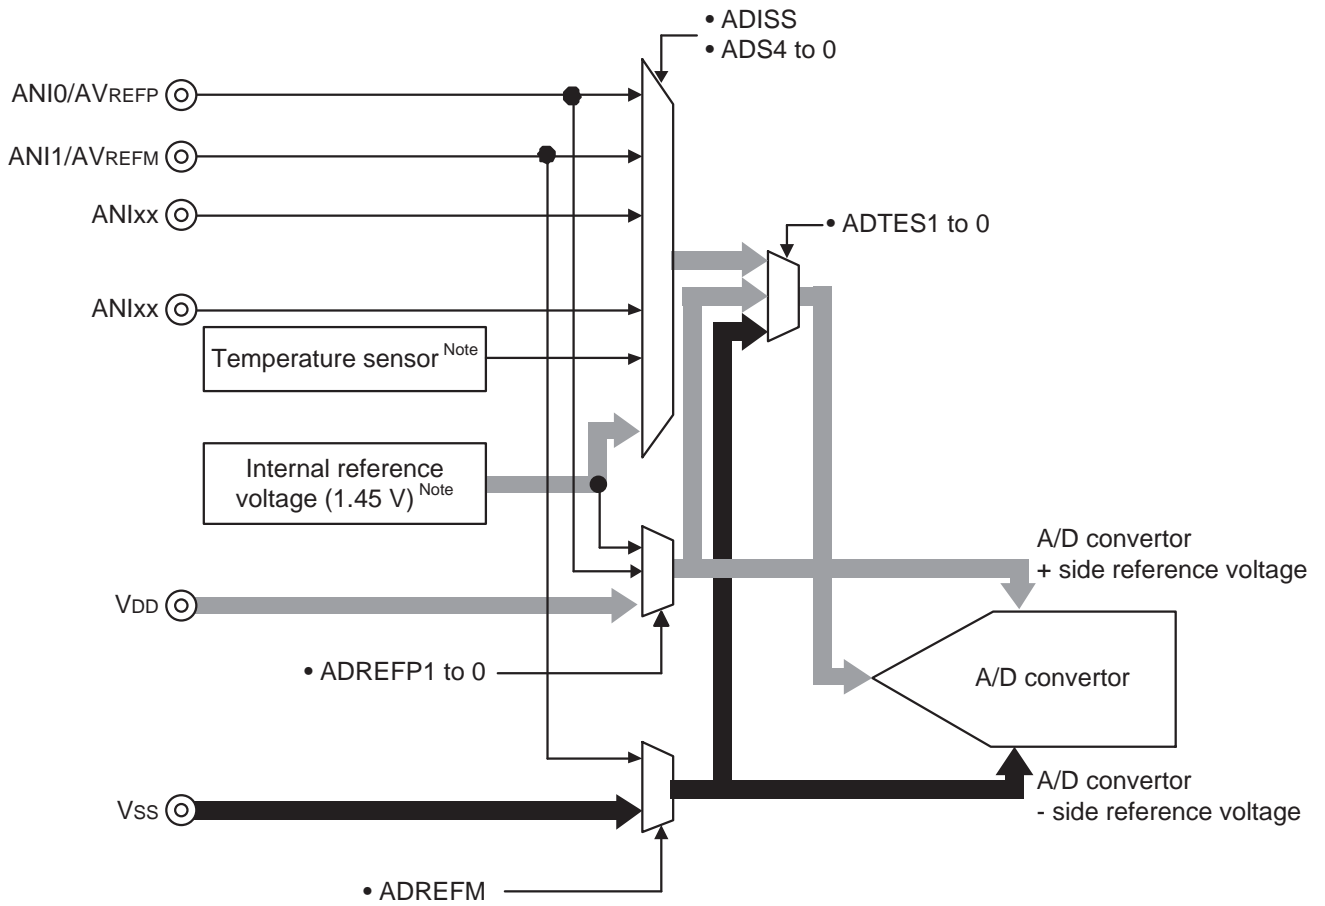 • ADISS
• ADS4 to 0
ANI0/AVREFP
ANI1/AVREFM
ANIxx
• ADTES1 to 0
ANIxx
Temperature sensor Note
Internal reference
voltage (1.45 V) Note
A/D convertor
+ side reference voltage
VDD
• ADREFP1 to 0
A/D convertor
A/D convertor
- side reference voltage
VSS
• ADREFM